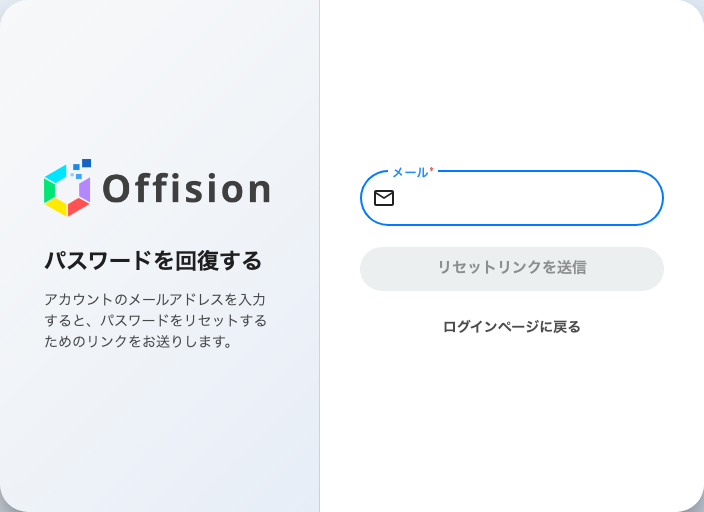 Offision
パスワードを回復する
アカウントのメールアドレスを入力
すると、パスワードをリセットする
ためのリンクをお送りします。
メール*
リセットリンクを送信
ログインページに戻る